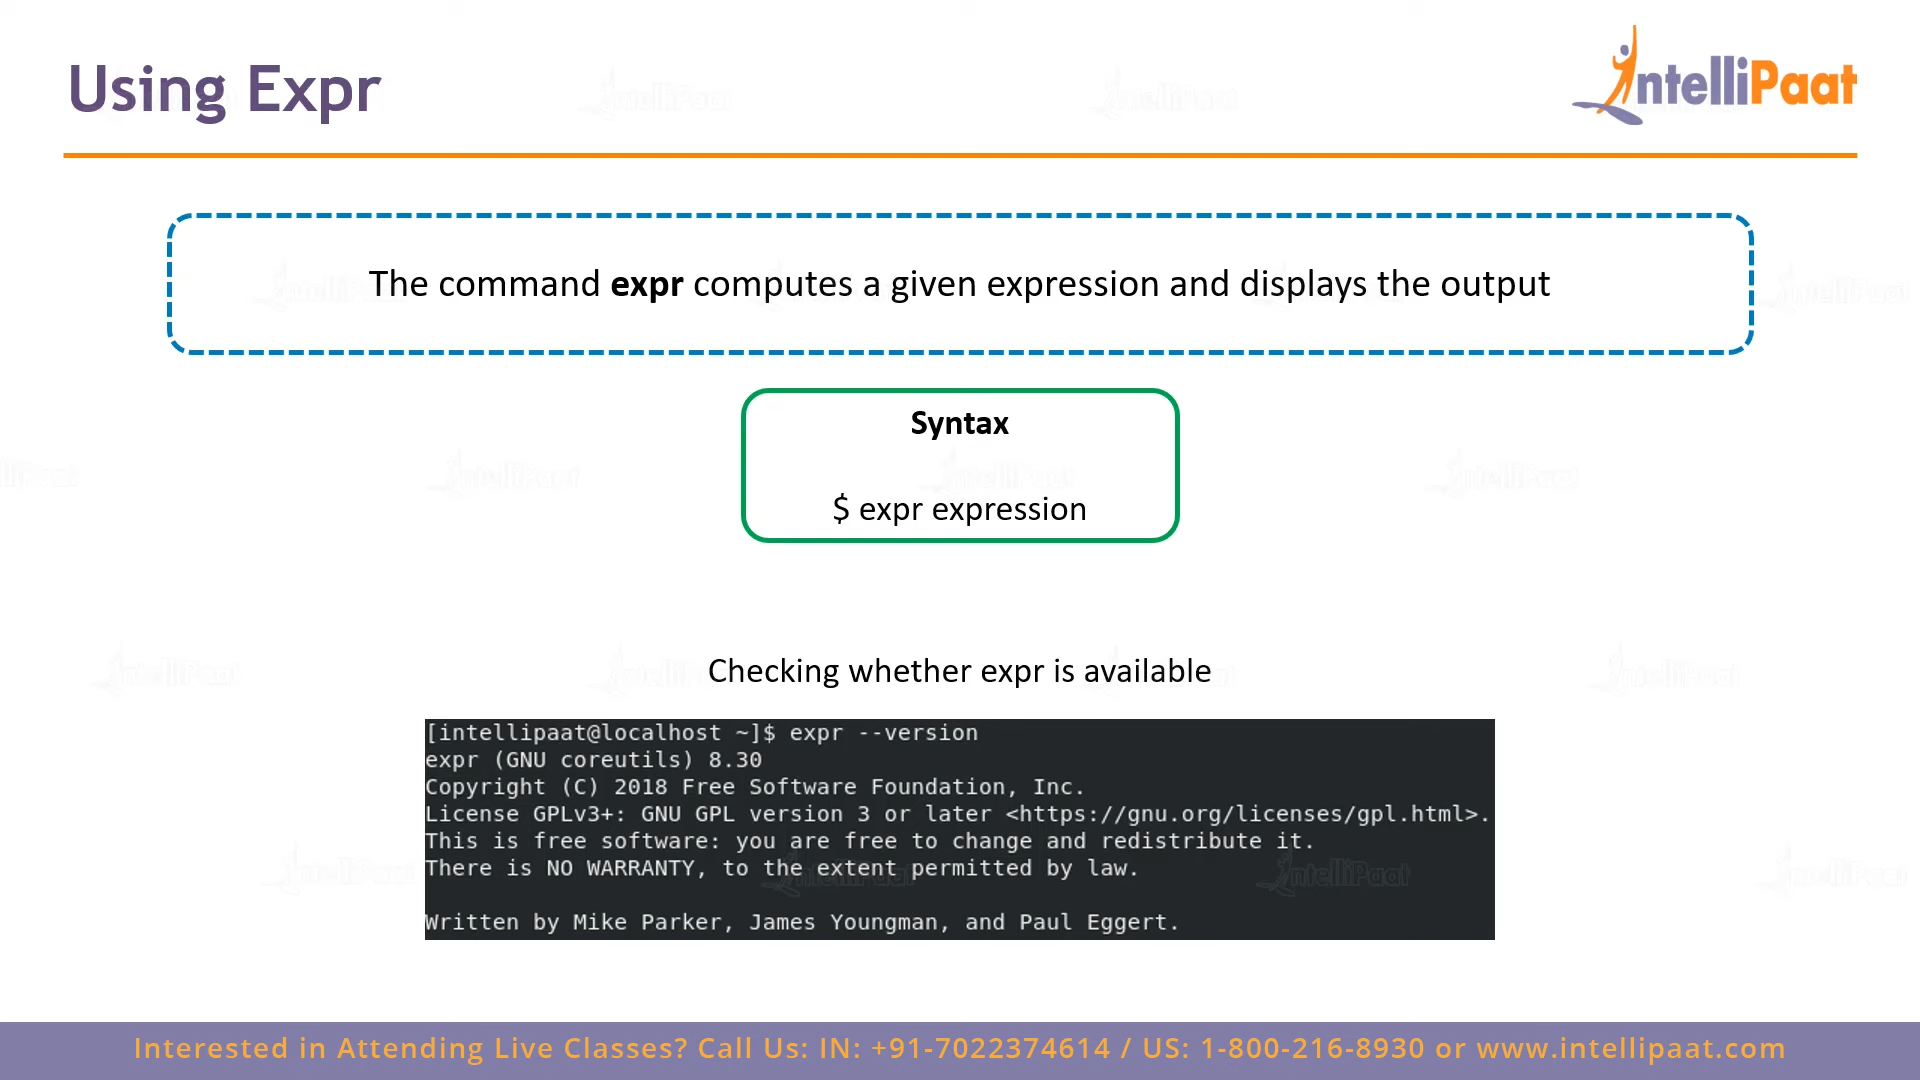 Using Expr
IntelliPaat
The command expr computes a given expression and displays the output
Syntax
$ expr expression
Checking whether expr is available
[intellipaat@localhost ~]$ expr --version
expr (GNU coreutils) 8.30
Copyright (C) 2018 Free Software Foundation, Inc.
License GPLv3+: GNU GPL version 3 or later <https://gnu.org/licenses/gpl.html>.
This is free software: you are free to change and redistribute it.
There is NO WARRANTY, to the extent permitted by law.
Written by Mike Parker, James Youngman, and Paul Eggert.
Interested in Attending Live Classes? Call Us: IN: +91-7022374614 / US: 1-800-216-8930 or www.intellipaat.com